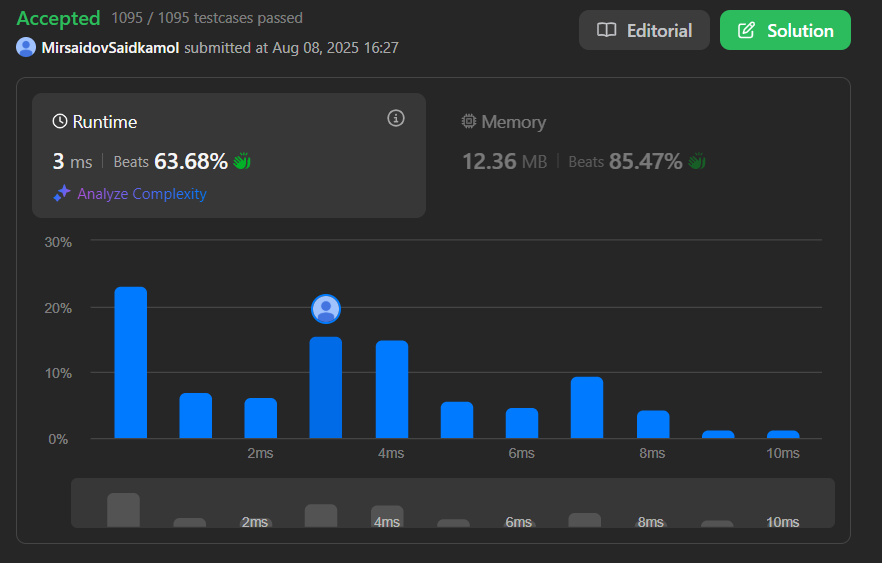 Accepted 1095 / 1095 testcases passed
MirsaidovSaidkamol submitted at Aug 08, 2025 16:27
Editorial
Solution
Runtime
3 ms | Beats 63.68%
Analyze Complexity
Memory
12.36 MB | Beats 85.47%
30%
20%
10%
0%
2ms 4ms 6ms 8ms 10ms
2ms 4ms 6ms 8ms 10ms